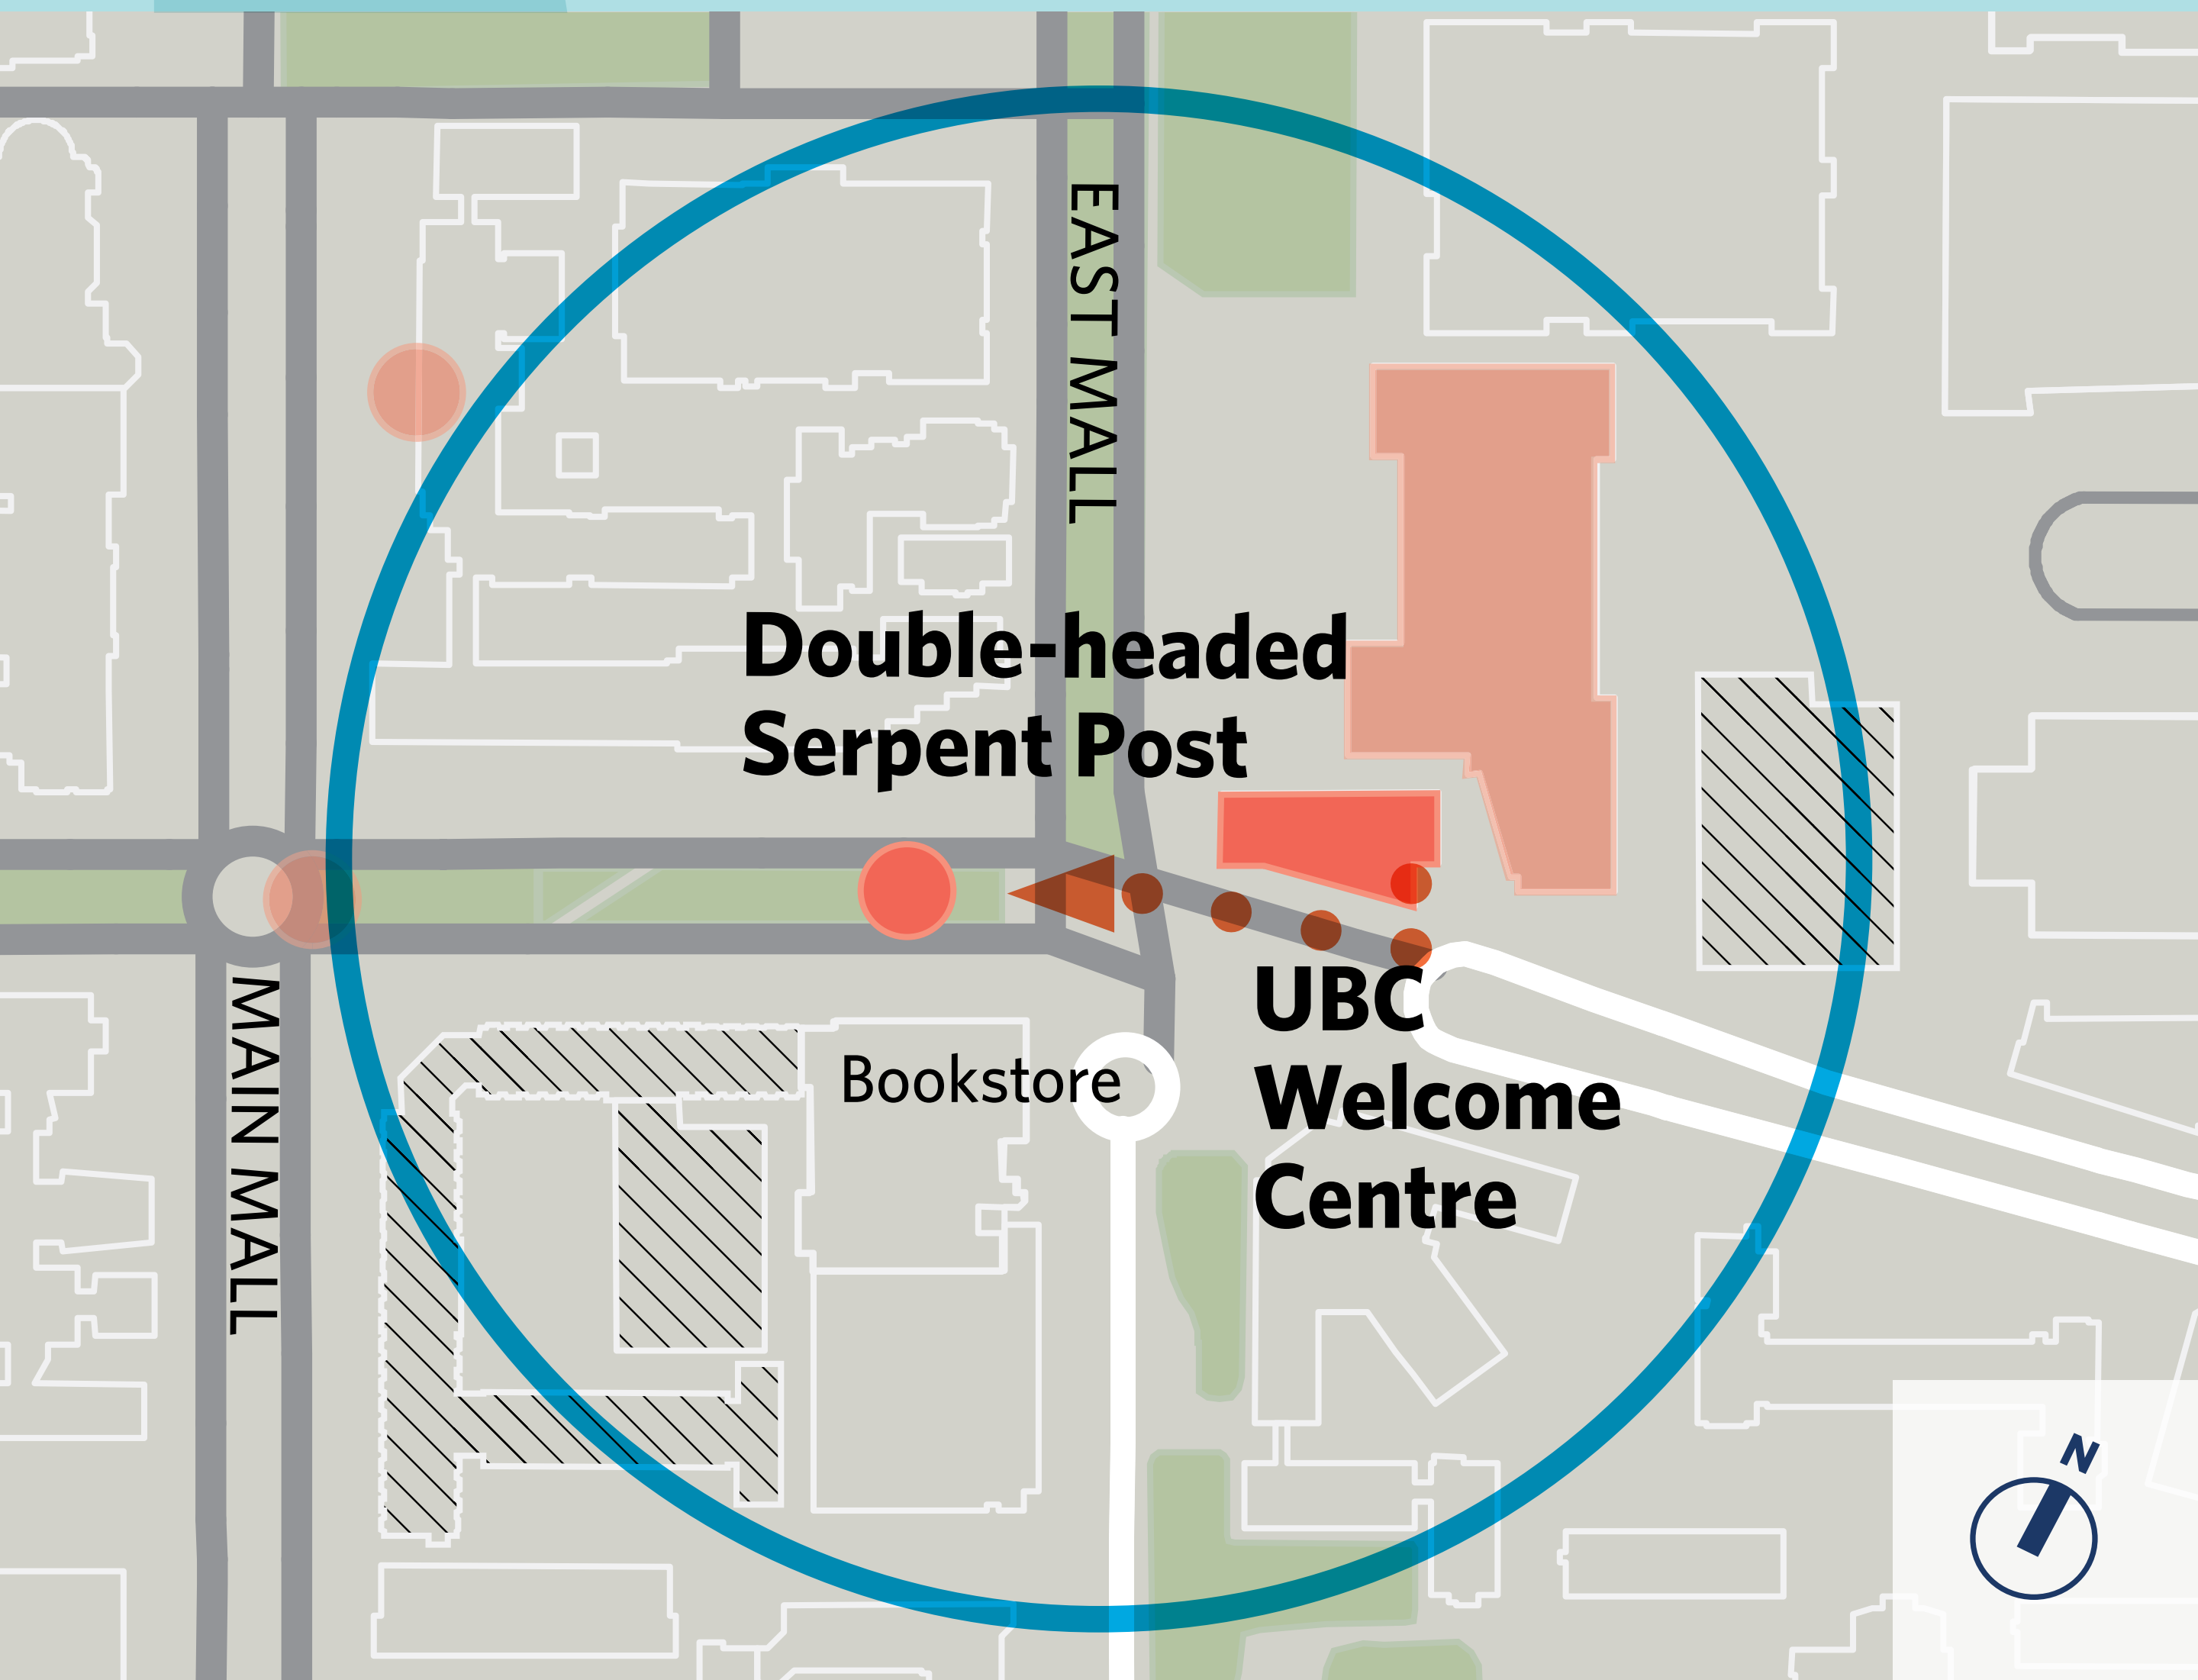 EAST MALL
Double-headed
Serpent Post
UBC
Welcome
Centre
Bookstore
MAIN MALL
N